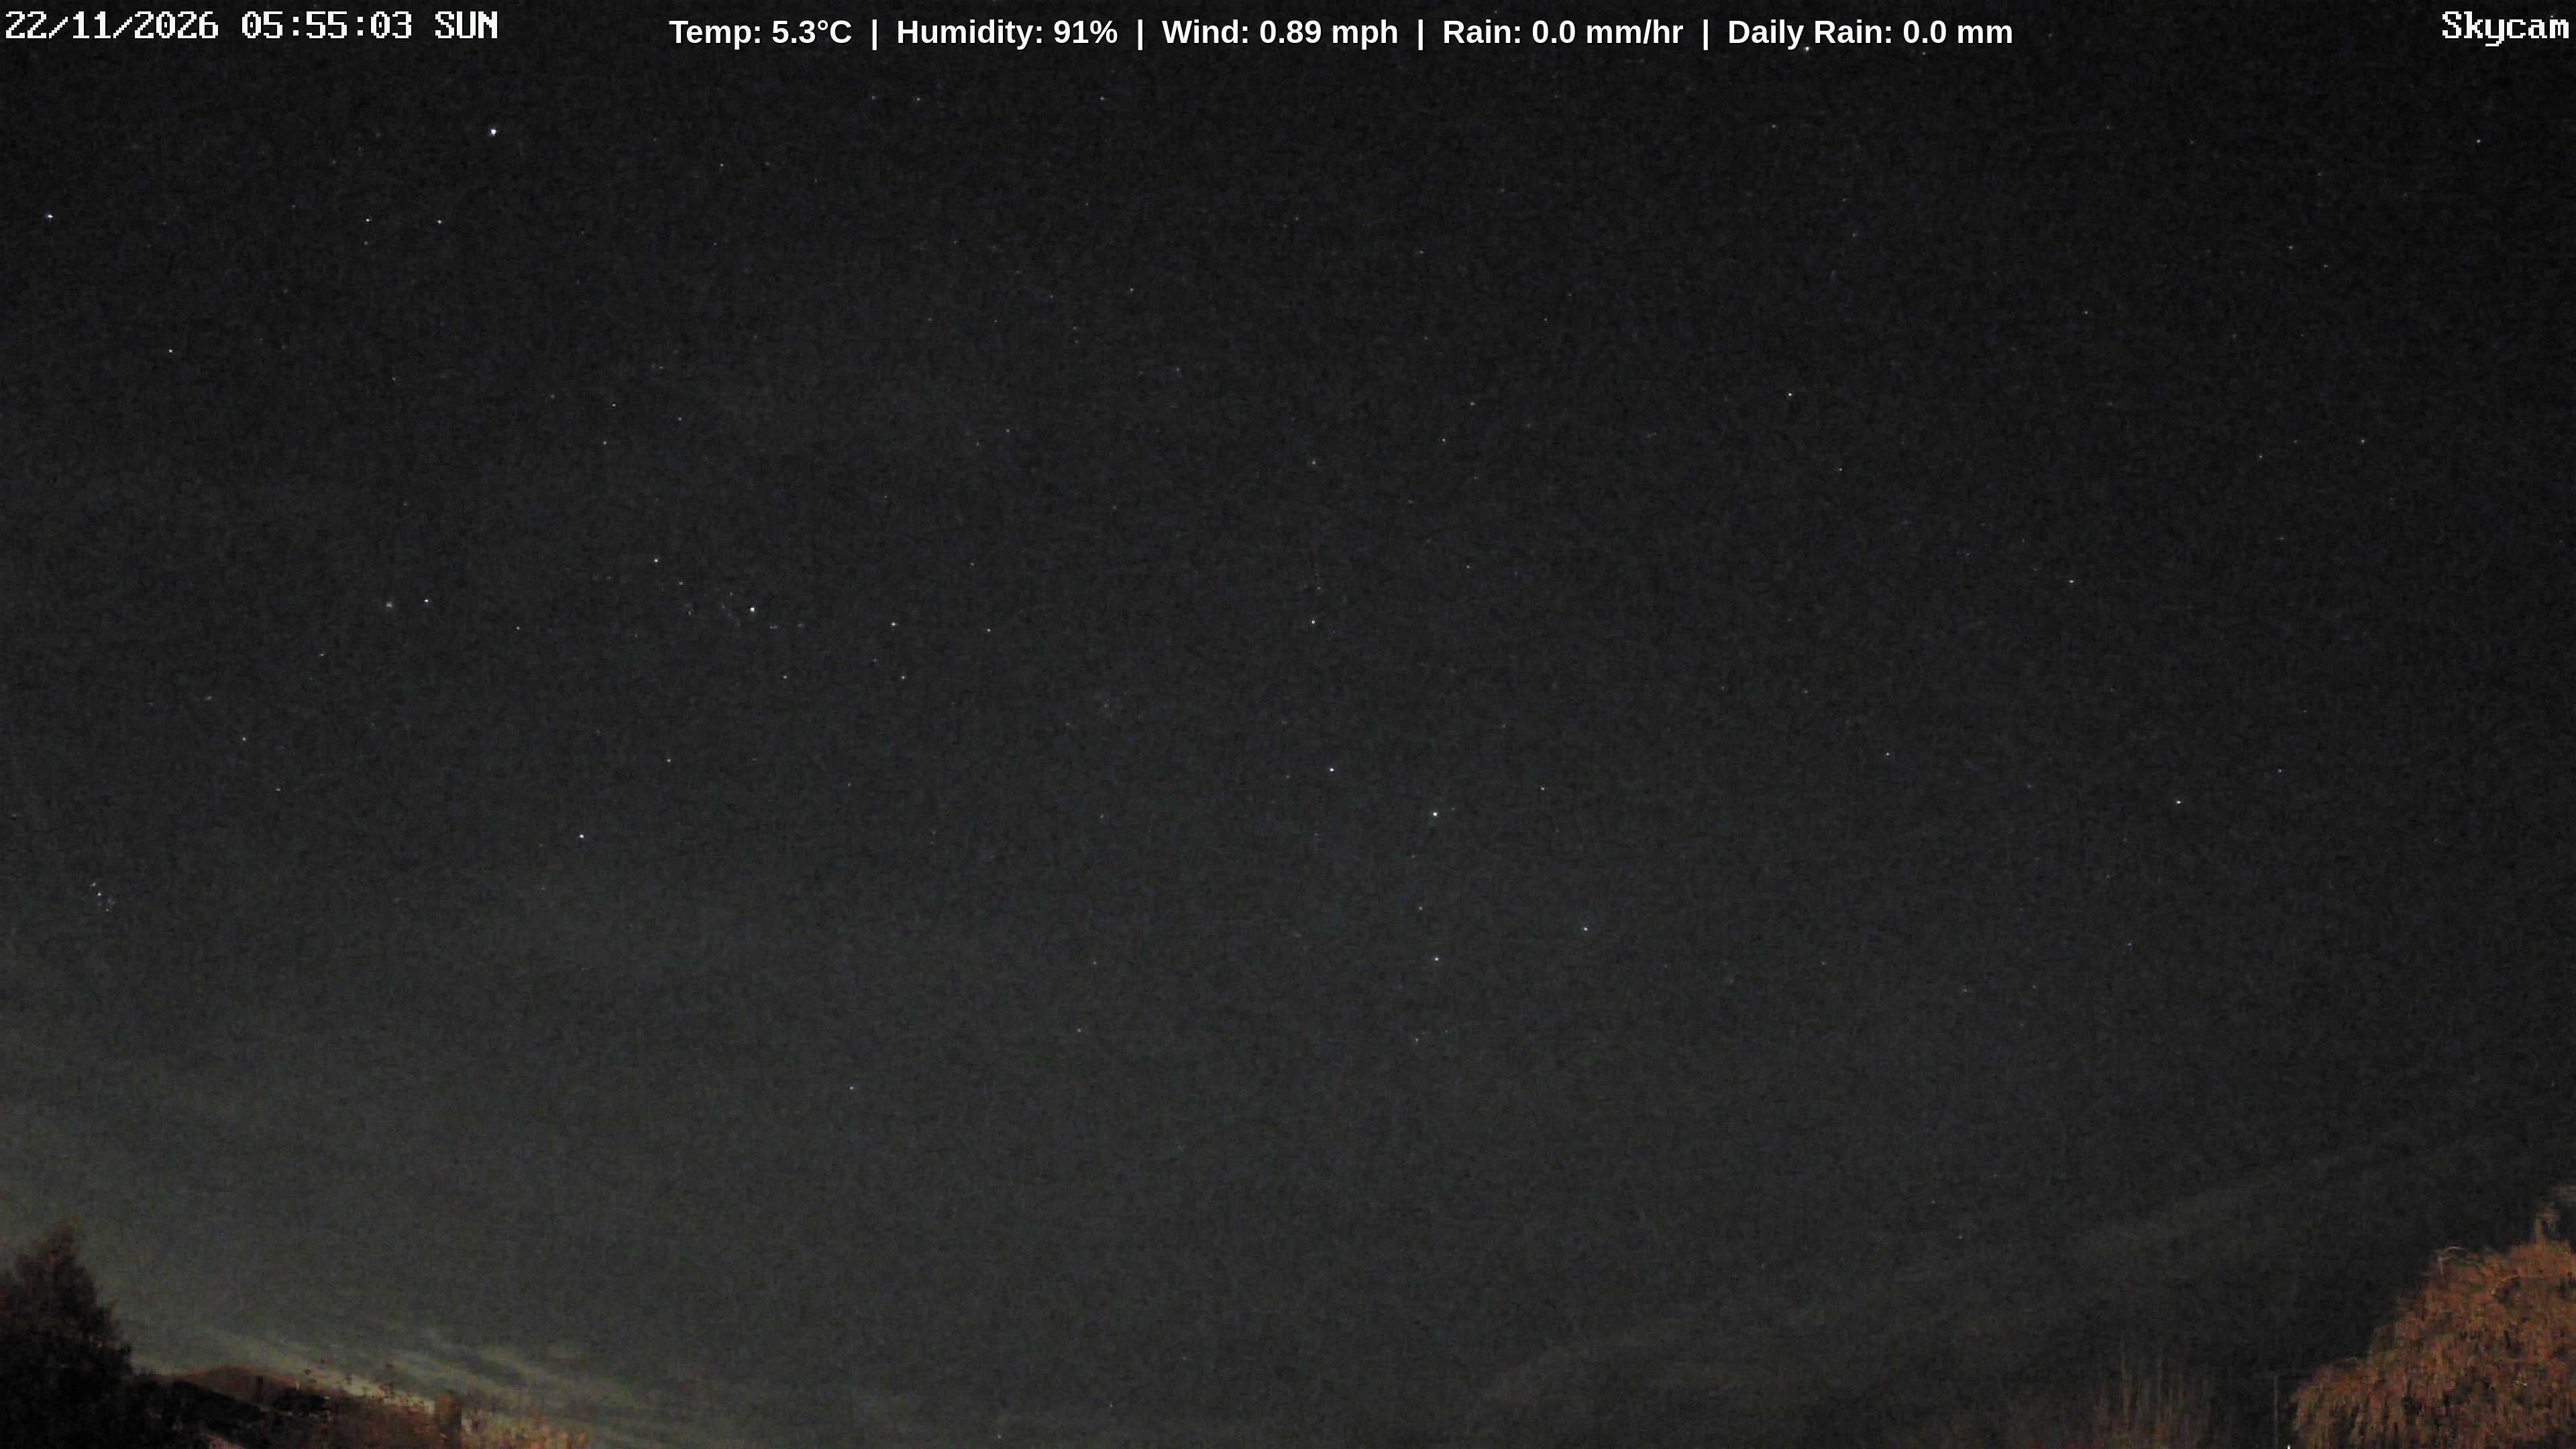 22/11/2026 05:55:03 SUN
Temp: 5.3°C | Humidity: 91% | Wind: 0.89 mph | Rain: 0.0 mm/hr | Daily Rain: 0.0 mm
Skycam